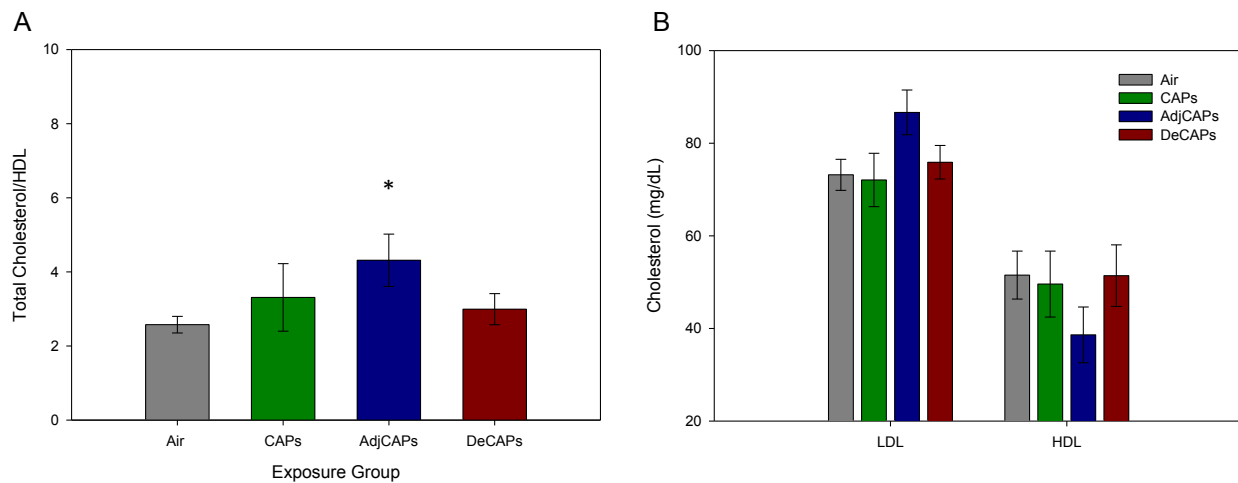 A
Total Cholesterol/HDL
10
8
6
4
2
0
*
Air
CAPs
AdjCAPs
DeCAPs
Exposure Group
B
Cholesterol (mg/dL)
100
80
60
40
20
Air
CAPs
AdjCAPs
DeCAPs
LDL
HDL